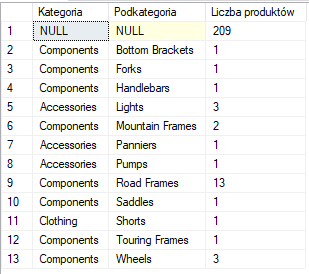 Kategoria Podkategoria Liczba produktów
1 NULL NULL 209
2 Components Bottom Brackets 1
3 Components Forks 1
4 Components Handlebars 1
5 Accessories Lights 3
6 Components Mountain Frames 2
7 Accessories Panniers 1
8 Accessories Pumps 1
9 Components Road Frames 13
10 Components Saddles 1
11 Clothing Shorts 1
12 Components Touring Frames 1
13 Components Wheels 3